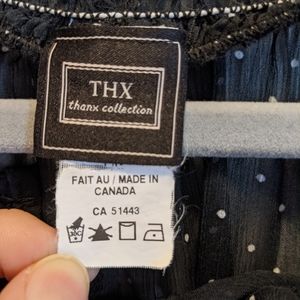 THX
thanx collection
FAIT AU / MADE IN
CANADA
CA 51443